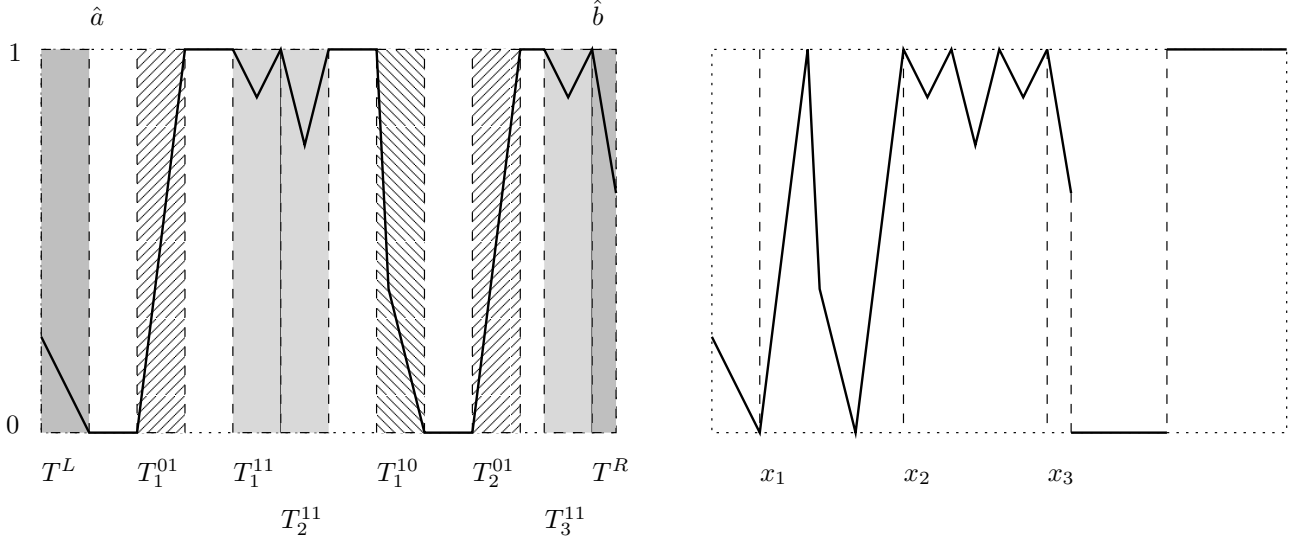 â b̂
1
0
T^L T_1^{01} T_1^{11} T_1^{10} T_2^{01} T^R x_1 x_2 x_3
T_2^{11} T_3^{11}